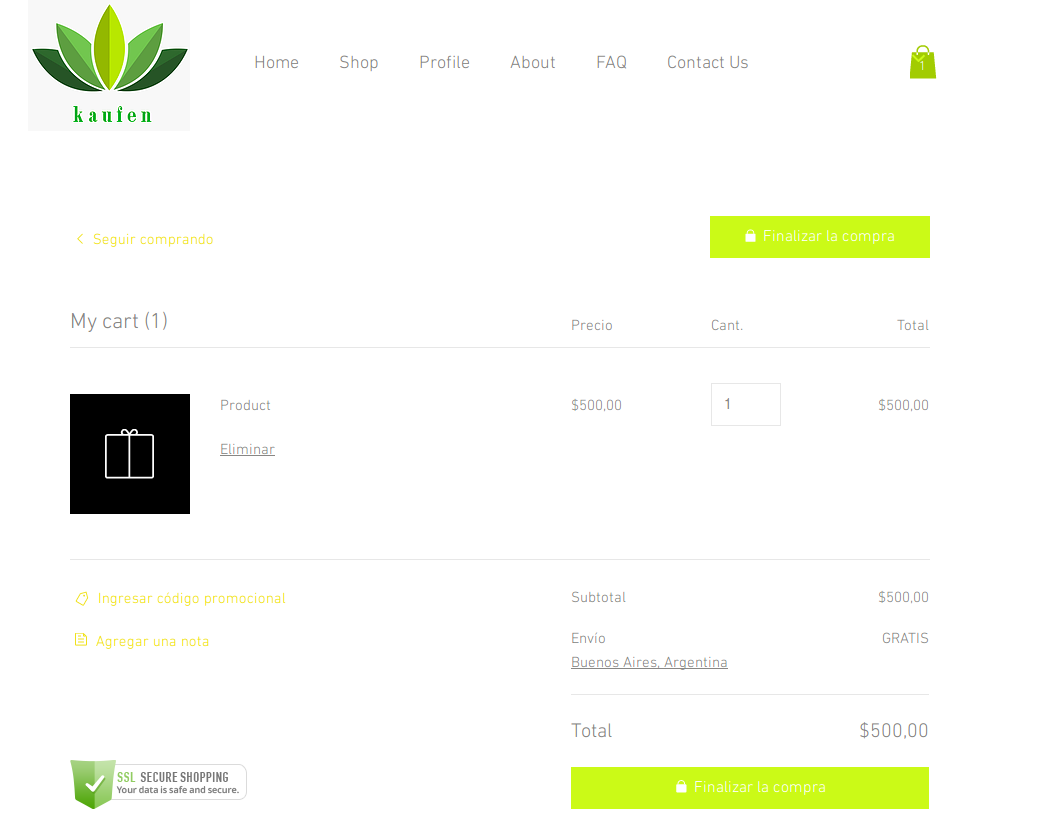 kaufen
Home Shop Profile About FAQ Contact Us
1
Seguir comprando
Finalizar la compra
My cart (1) Precio Cant. Total
Product $500,00 1 $500,00
Eliminar
Ingresar código promocional
Agregar una nota
Subtotal $500,00
Envío GRATIS
Buenos Aires, Argentina
Total $500,00
SSL SECURE SHOPPING
Your data is safe and secure.
Finalizar la compra